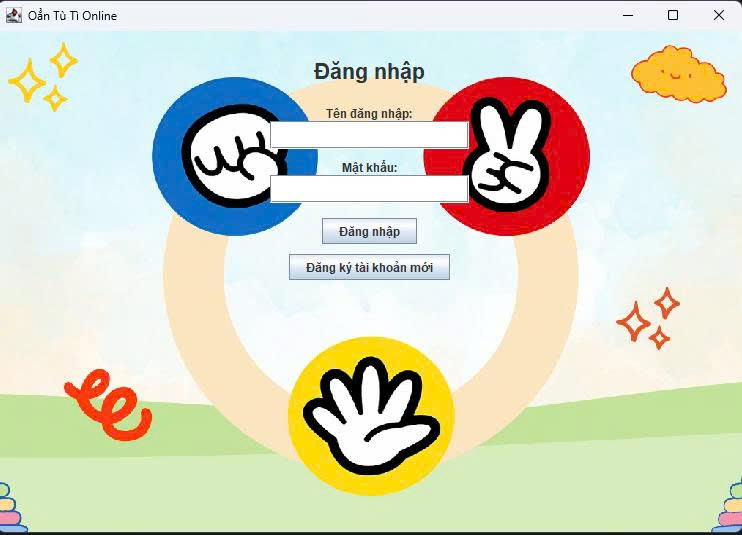 Oẳn Tù Tì Online
Đăng nhập
Tên đăng nhập:
Mật khẩu:
Đăng nhập
Đăng ký tài khoản mới